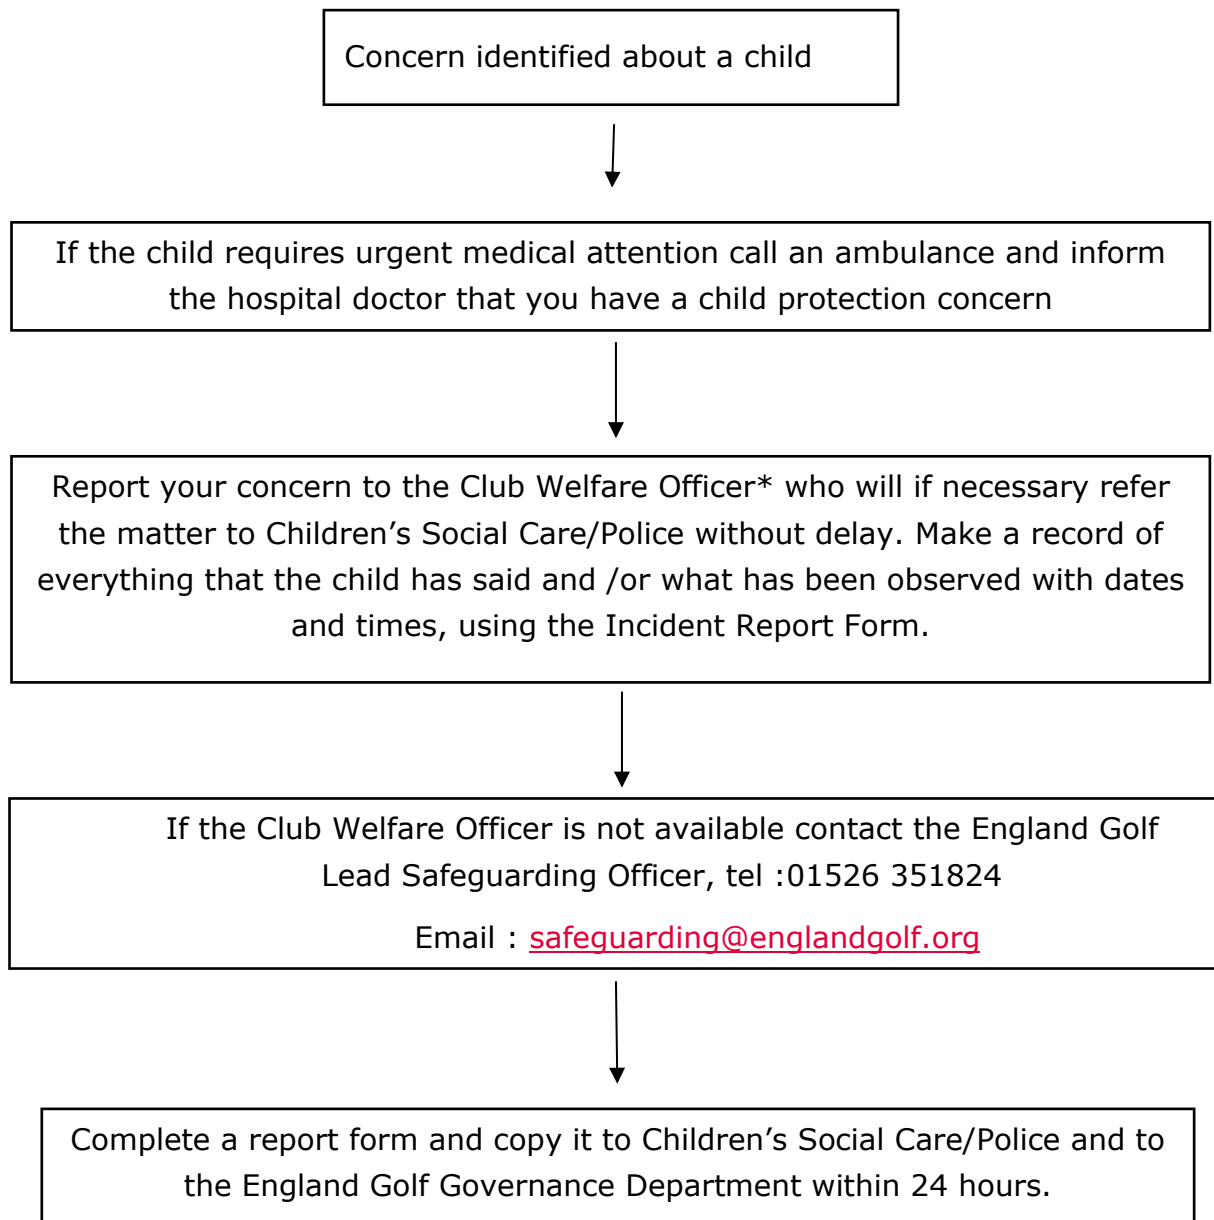 Concern identified about a child
If the child requires urgent medical attention call an ambulance and inform
the hospital doctor that you have a child protection concern
Report your concern to the Club Welfare Officer* who will if necessary refer
the matter to Children’s Social Care/Police without delay. Make a record of
everything that the child has said and /or what has been observed with dates
and times, using the Incident Report Form.
If the Club Welfare Officer is not available contact the England Golf
Lead Safeguarding Officer, tel :01526 351824
Email : safeguarding@englandgolf.org
Complete a report form and copy it to Children’s Social Care/Police and to
the England Golf Governance Department within 24 hours.